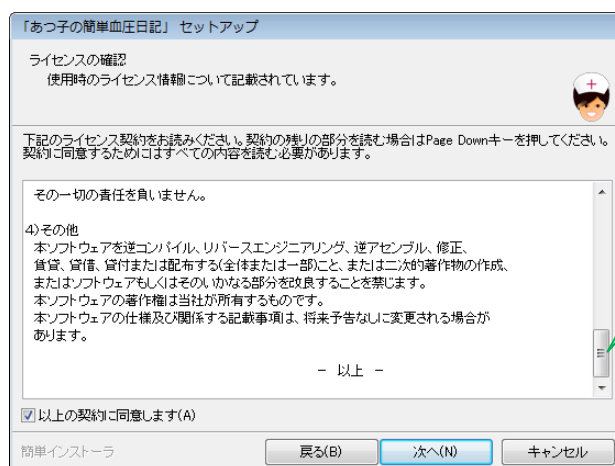 「あつ子の簡単血圧日記」 セットアップ
ライセンスの確認
使用時のライセンス情報について記載されています。
下記のライセンス契約をお読みください。契約の残りの部分を読む場合はPage Downキーを押してください。
契約に同意するためにはすべての内容を読む必要があります。
その一切の責任を負いません。
4)その他
本ソフトウェアを逆コンパイル、リバースエンジニアリング、逆アセンブル、修正、
賃貸、貸借、貸付または配布する(全体または一部)こと、または二次的著作物の作成、
またはソフトウェアもしくはそのいかなる部分を改良することを禁じます。
本ソフトウェアの著作権は当社が所有するものです。
本ソフトウェアの仕様及び関係する記載事項は、将来予告なしに変更される場合が
あります。
－ 以上 －
以上の契約に同意します(A)
簡単インストーラ
戻る(B)
次へ(N)
キャンセル